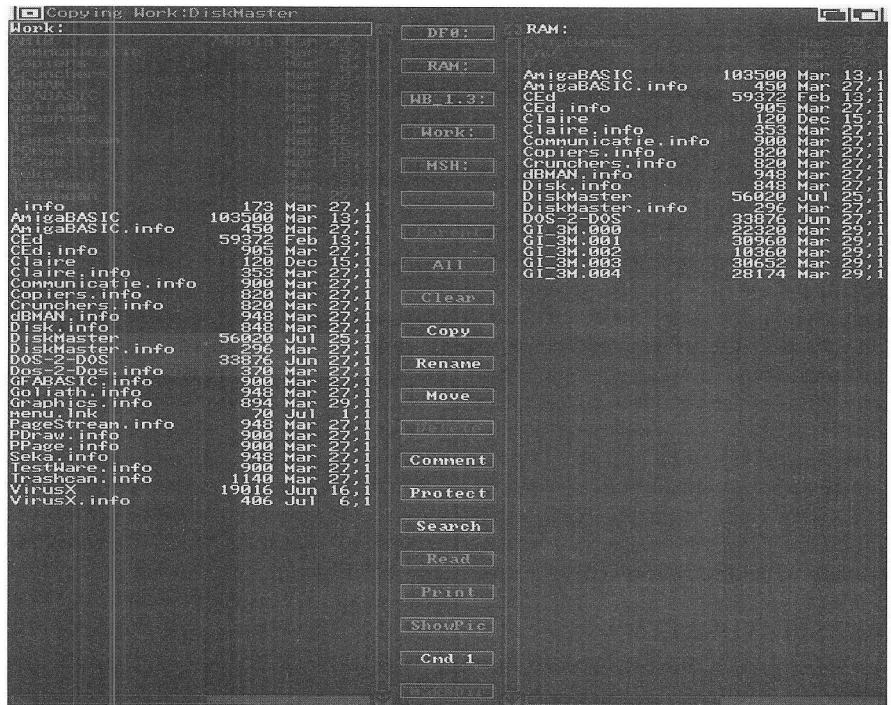 Copying Work:DiskMaster
Work:
.info 173 Mar 27,1
AmigaBASIC 103500 Mar 13,1
AmigaBASIC.info 450 Mar 27,1
CEd 59372 Feb 13,1
CEd.info 905 Mar 27,1
Claire 120 Dec 15,1
Claire.info 353 Mar 27,1
Communicatie.info 900 Mar 27,1
Copiers.info 820 Mar 27,1
Crunchers.info 820 Mar 27,1
dBMAN.info 948 Mar 27,1
Disk.info 848 Mar 27,1
DiskMaster 56020 Jul 25,1
DiskMaster.info 296 Mar 27,1
DOS-2-DOS 33876 Jun 27,1
Dos-2-Dos.info 370 Mar 27,1
GFABASIC.info 900 Mar 27,1
Goliath.info 948 Mar 27,1
Graphics.info 894 Mar 29,1
menu.lnk 70 Jul 1,1
PageStream.info 948 Mar 27,1
PDraw.info 900 Mar 27,1
PPage.info 900 Mar 27,1
Seka.info 948 Mar 27,1
TestWare.info 900 Mar 27,1
Trashcan.info 1140 Mar 27,1
VirusX 19016 Jun 16,1
VirusX.info 406 Jul 6,1
DF0:
RAM:
WB_1.3:
Work:
MSH:
All
Clear
Copy
Rename
Move
Delete
Comment
Protect
Search
Read
Print
ShowPic
Cmd 1
RAM:
AmigaBASIC 103500 Mar 13,1
AmigaBASIC.info 450 Mar 27,1
CEd 59372 Feb 13,1
CEd.info 905 Mar 27,1
Claire 120 Dec 15,1
Claire.info 353 Mar 27,1
Communicatie.info 900 Mar 27,1
Copiers.info 820 Mar 27,1
Crunchers.info 820 Mar 27,1
dBMAN.info 948 Mar 27,1
Disk.info 848 Mar 27,1
DiskMaster 56020 Jul 25,1
DiskMaster.info 296 Mar 27,1
DOS-2-DOS 33876 Jun 27,1
GI_3M.000 22320 Mar 29,1
GI_3M.001 30960 Mar 29,1
GI_3M.002 10360 Mar 29,1
GI_3M.003 30652 Mar 29,1
GI_3M.004 28174 Mar 29,1